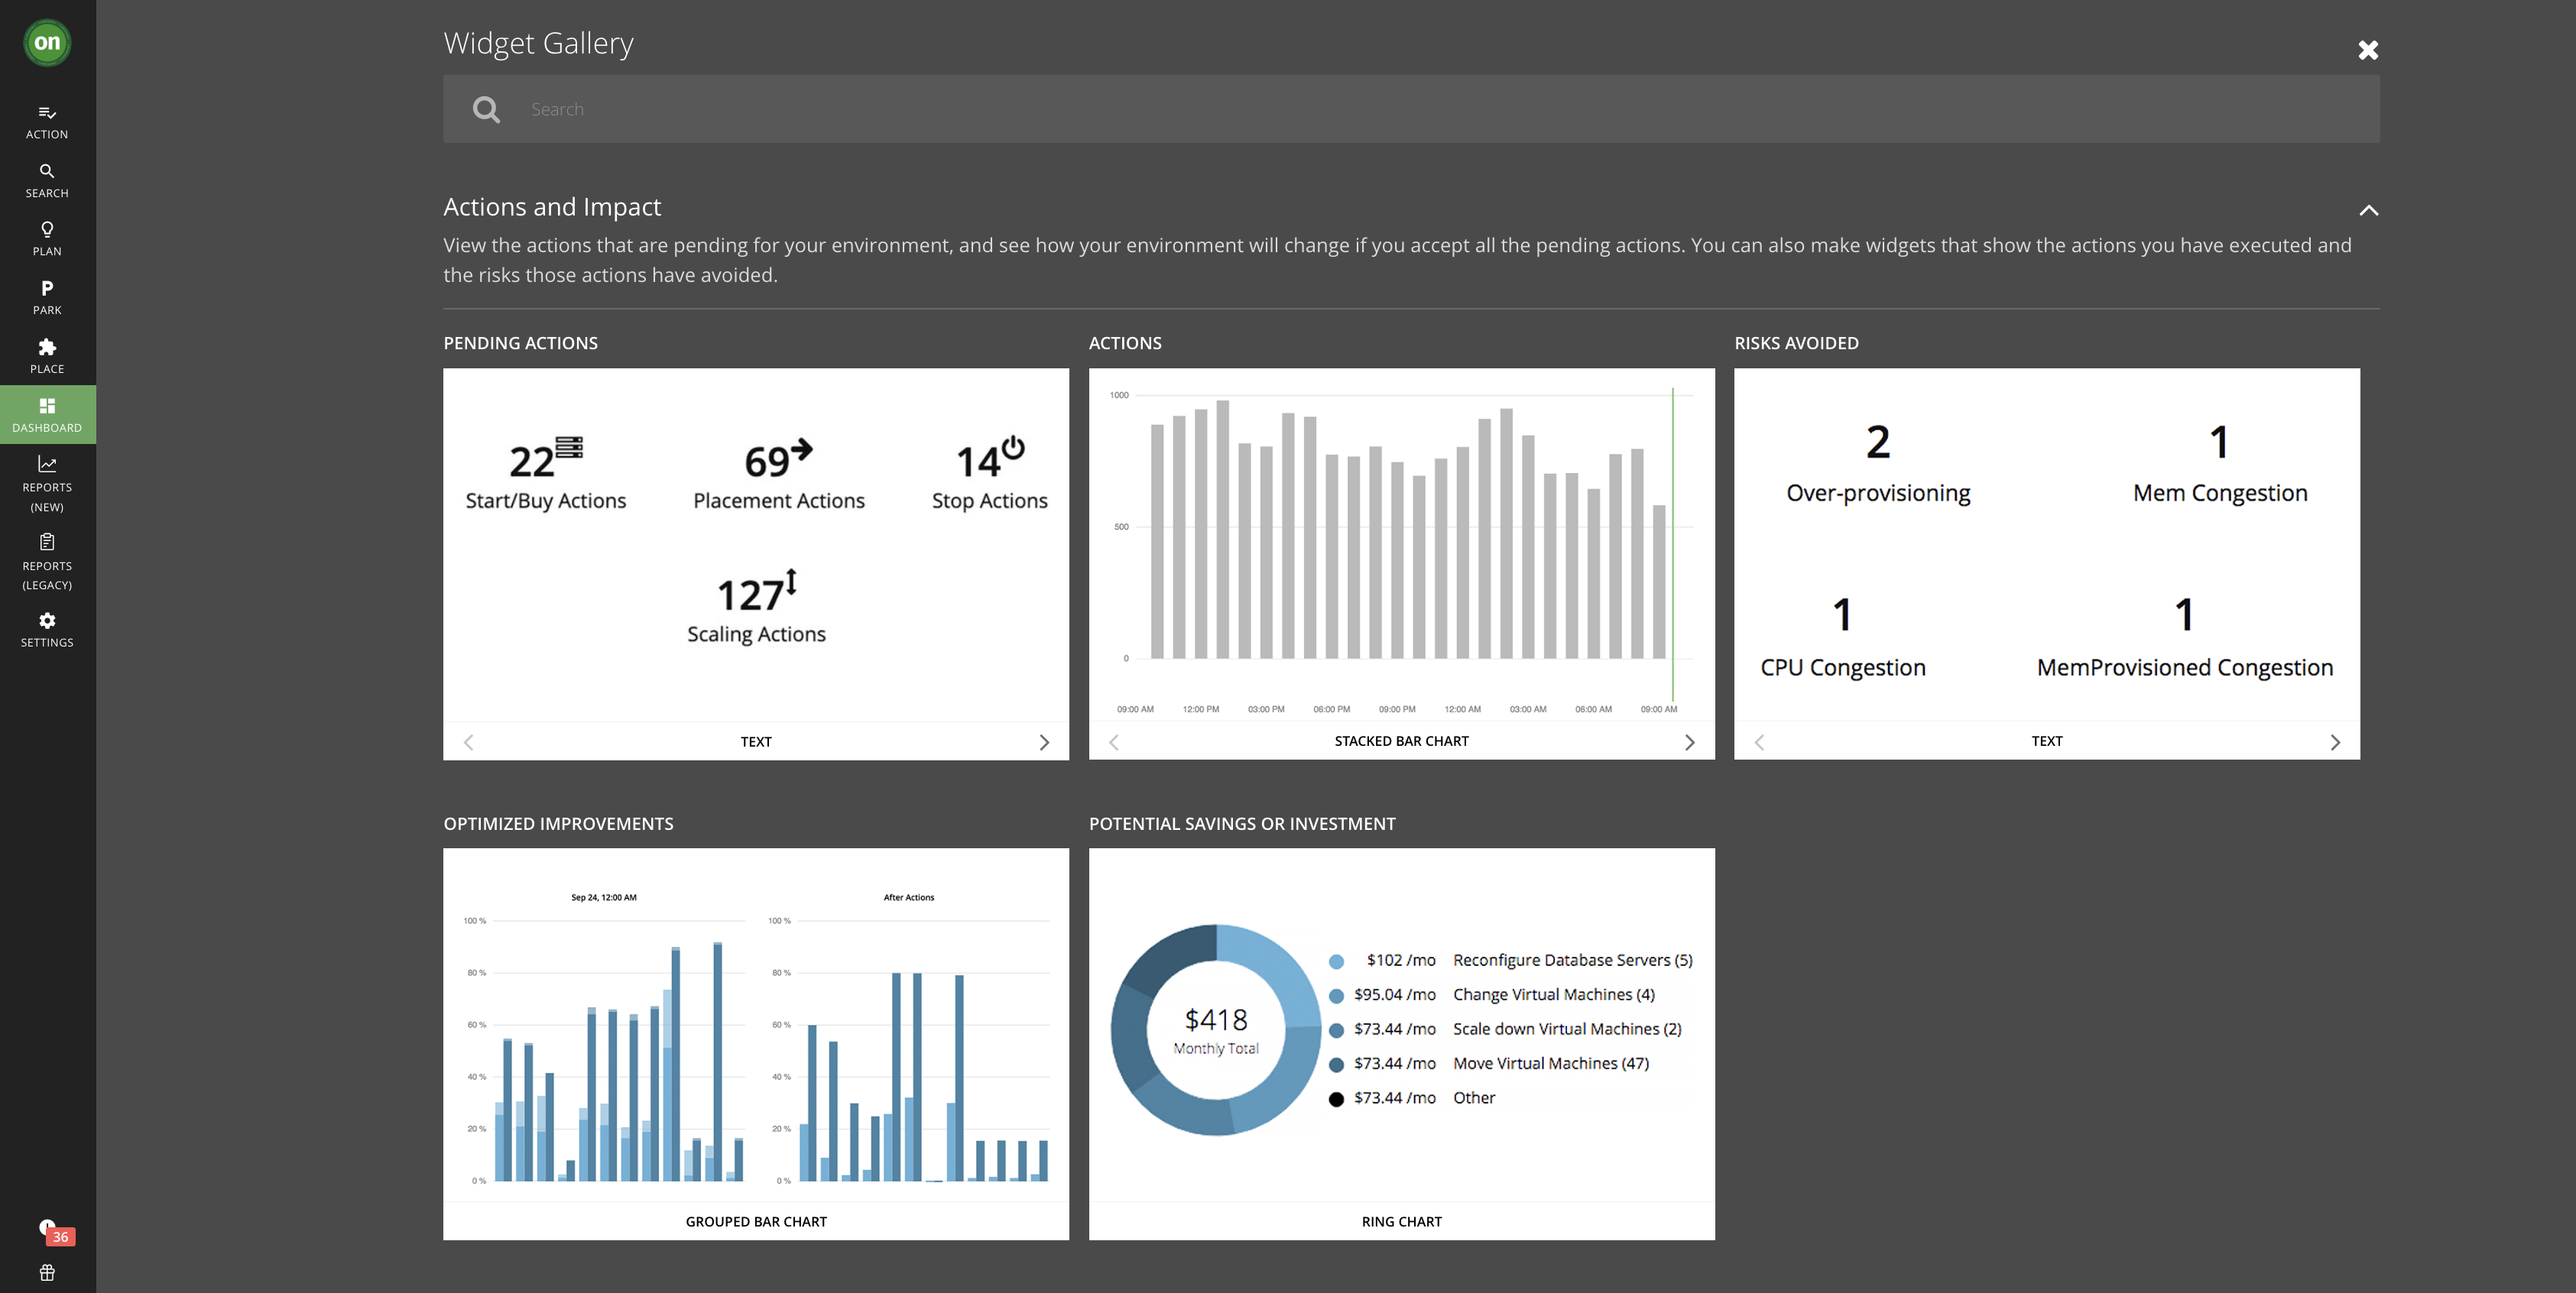 on
ACTION
SEARCH
PLAN
P
PARK
PLACE
DASHBOARD
REPORTS
(NEW)
REPORTS
(LEGACY)
SETTINGS
36
Widget Gallery
Search
Actions and Impact
View the actions that are pending for your environment, and see how your environment will change if you accept all the pending actions. You can also make widgets that show the actions you have executed and
the risks those actions have avoided.
PENDING ACTIONS
22 69 14
Start/Buy Actions Placement Actions Stop Actions
127
Scaling Actions
TEXT
ACTIONS
1000
500
0
09:00 AM 12:00 PM 03:00 PM 06:00 PM 09:00 PM 12:00 AM 03:00 AM 06:00 AM 09:00 AM
STACKED BAR CHART
RISKS AVOIDED
2 1
Over-provisioning Mem Congestion
1 1
CPU Congestion MemProvisioned Congestion
TEXT
OPTIMIZED IMPROVEMENTS
Sep 24, 12:00 AM After Actions
100 % 100 %
80 % 80 %
60 % 60 %
40 % 40 %
20 % 20 %
0 % 0 %
GROUPED BAR CHART
POTENTIAL SAVINGS OR INVESTMENT
$418
Monthly Total
$102 /mo Reconfigure Database Servers (5)
$95.04 /mo Change Virtual Machines (4)
$73.44 /mo Scale down Virtual Machines (2)
$73.44 /mo Move Virtual Machines (47)
$73.44 /mo Other
RING CHART